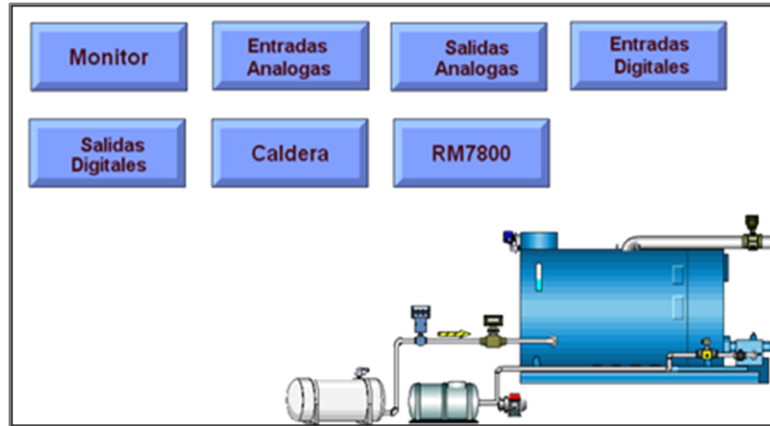 Monitor
Entradas
Analogas
Salidas
Analogas
Entradas
Digitales
Salidas
Digitales
Caldera
RM7800